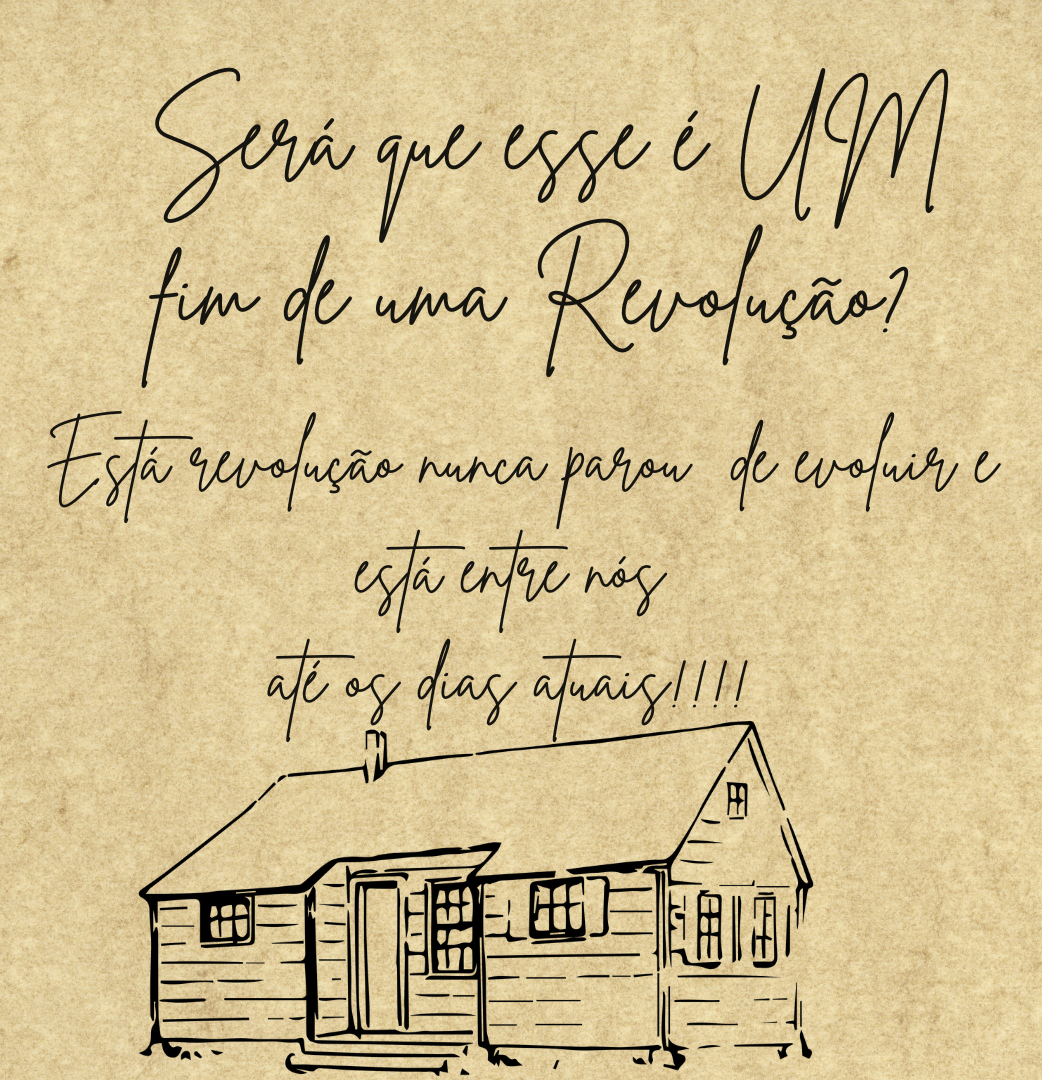 Será que esse é UM
fim de uma Revolução?
Está revolução nunca parou de evoluir e
está entre nós
até os dias atuais!!!!